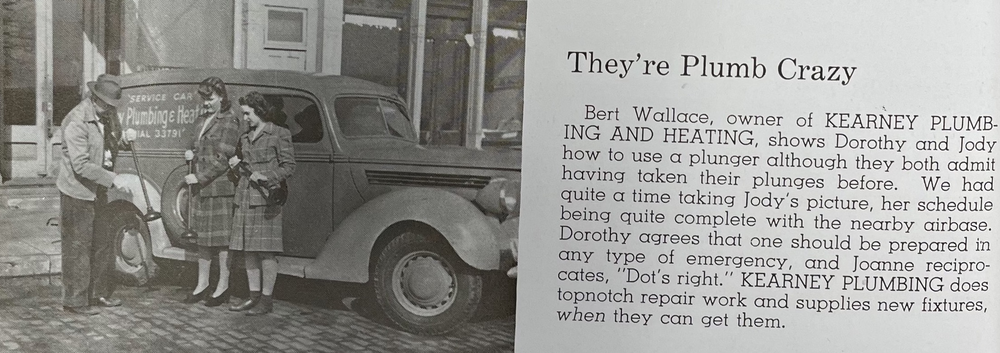 "SERVICE CAR"
Plumbing &
33791"
They're Plumb Crazy
Bert Wallace, owner of KEARNEY PLUMB-
ING AND HEATING, shows Dorothy and Jody
how to use a plunger although they both admit
having taken their plunges before. We had
quite a time taking Jody's picture, her schedule
being quite complete with the nearby airbase.
Dorothy agrees that one should be prepared in
any type of emergency, and Joanne recipro-
cates, "Dot's right." KEARNEY PLUMBING does
topnotch repair work and supplies new fixtures,
when they can get them.